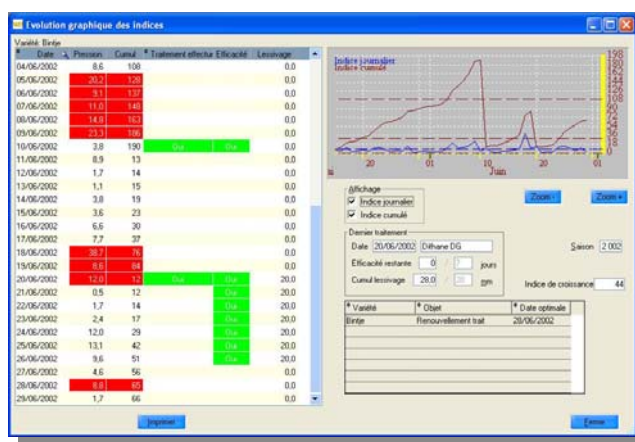 Evolution graphique des indices
Variété: Bintje
Date Pression Cumul Traitement effectué Efficacité Lessivage
04/06/2002 8,6 108 0,0
05/06/2002 20,2 128 0,0
06/06/2002 9,1 137 0,0
07/06/2002 11,0 148 0,0
08/06/2002 14,8 163 0,0
09/06/2002 23,3 186 0,0
10/06/2002 3,8 190 Oui Oui 0,0
11/06/2002 8,9 13 0,0
12/06/2002 1,7 14 0,0
13/06/2002 1,1 15 0,0
14/06/2002 3,8 19 0,0
15/06/2002 3,6 23 0,0
16/06/2002 6,6 30 0,0
17/06/2002 7,7 37 0,0
18/06/2002 38,7 76 0,0
19/06/2002 8,6 84 0,0
20/06/2002 12,0 12 Oui Oui 20,0
21/06/2002 0,5 12 Oui 20,0
22/06/2002 1,7 14 Oui 20,0
23/06/2002 2,4 17 Oui 20,0
24/06/2002 12,0 29 Oui 20,0
25/06/2002 13,1 42 Oui 20,0
26/06/2002 9,6 51 Oui 20,0
27/06/2002 4,6 56 0,0
28/06/2002 8,8 65 0,0
29/06/2002 1,7 66 0,0
Imprimer
Indice journalier
Indice cumulé
198
108
0
20 01 10 20 01
Juin
Affichage
Indice journalier
Indice cumulé
Zoom - Zoom +
Dernier traitement
Date 20/06/2002 Dithane DG
Saison 2 002
Efficacité restante 0 / 7 jours
Cumul lessivage 28,0 / 20 mm
Indice de croissance 44
Variété Objet Date optimale
Bintje Renouvellement trait 28/06/2002
Fermer